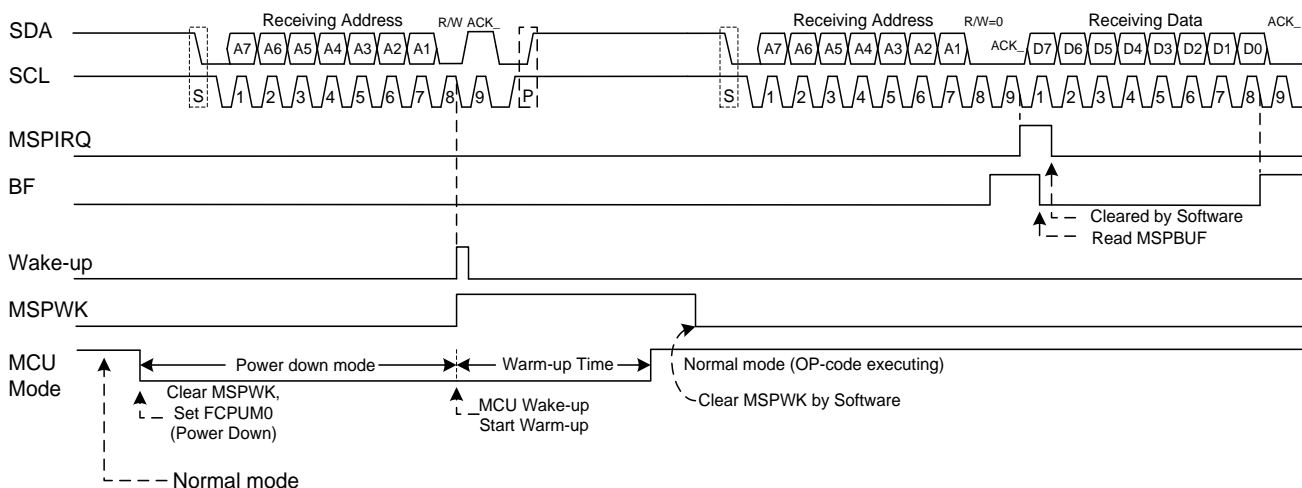 Receiving Address R/W ACK_ Receiving Address R/W=0 Receiving Data ACK_
SDA A7 A6 A5 A4 A3 A2 A1 A7 A6 A5 A4 A3 A2 A1 ACK_ D7 D6 D5 D4 D3 D2 D1 D0
SCL S 1 2 3 4 5 6 7 8 9 P S 1 2 3 4 5 6 7 8 9 1 2 3 4 5 6 7 8 9
MSPIRQ
BF
Cleared by Software
Read MSPBUF
Wake-up
MSPWK
MCU Mode
Power down mode Warm-up Time Normal mode (OP-code executing)
Clear MSPWK,
Set FCPUM0
(Power Down)
MCU Wake-up
Start Warm-up
Clear MSPWK by Software
Normal mode